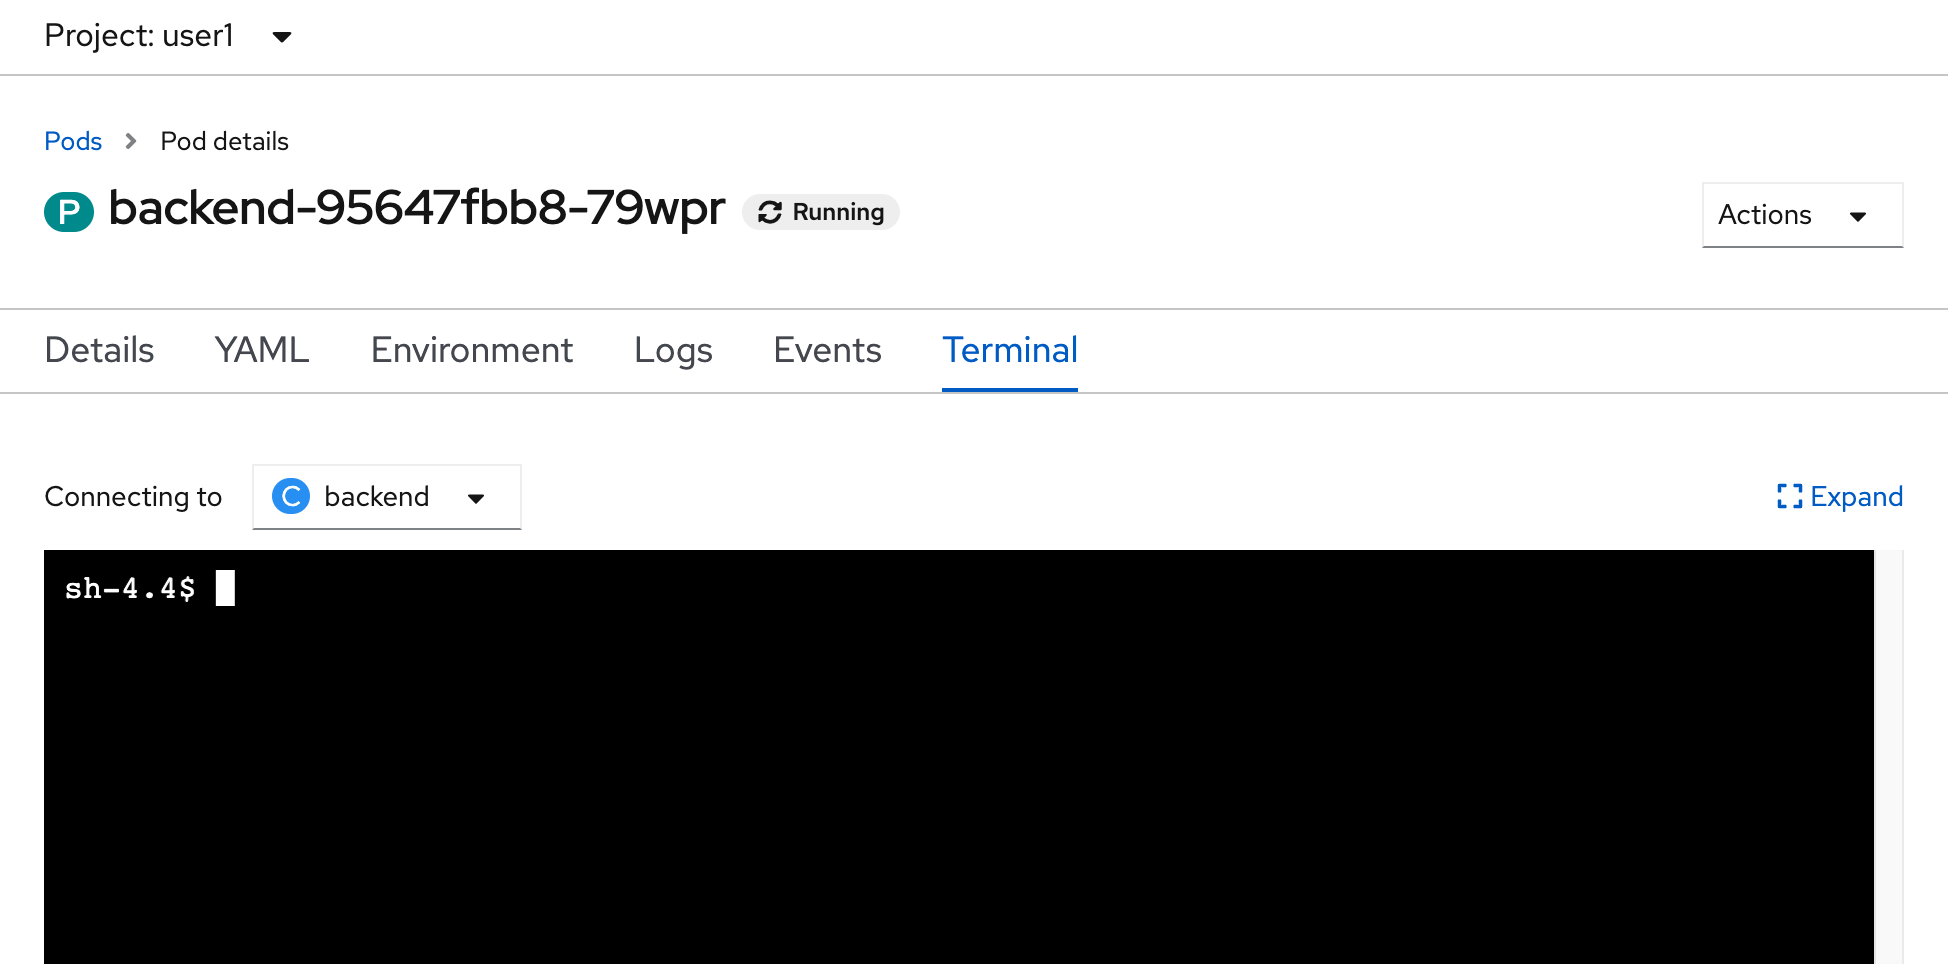 Project: user1
Pods > Pod details
P backend-95647fbb8-79wpr Running
Actions
Details YAML Environment Logs Events Terminal
Connecting to C backend
Expand
sh-4.4$